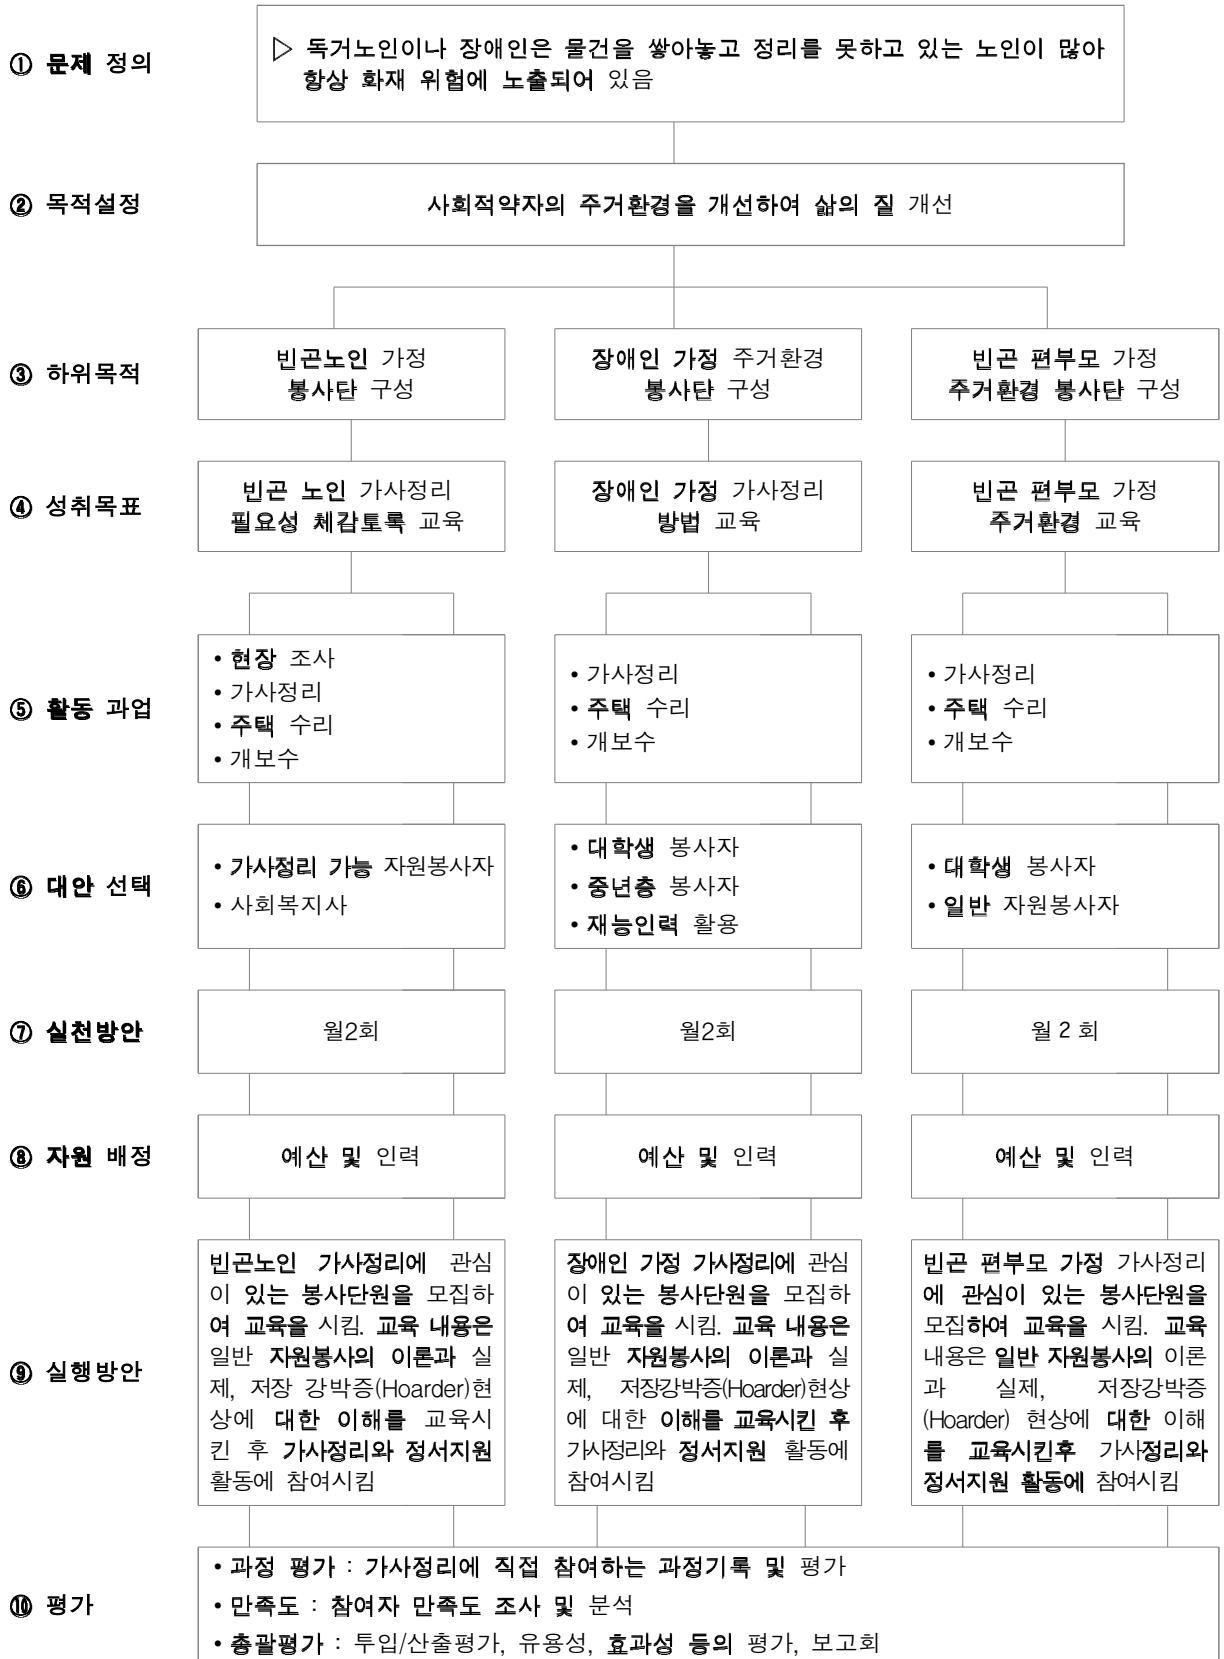 ① 문제 정의
▷ 독거노인이나 장애인은 물건을 쌓아놓고 정리를 못하고 있는 노인이 많아
항상 화재 위험에 노출되어 있음
② 목적설정
사회적약자의 주거환경을 개선하여 삶의 질 개선
③ 하위목적
빈곤노인 가정
봉사단 구성
장애인 가정 주거환경
봉사단 구성
빈곤 편부모 가정
주거환경 봉사단 구성
④ 성취목표
빈곤 노인 가사정리
필요성 체감토록 교육
장애인 가정 가사정리
방법 교육
빈곤 편부모 가정
주거환경 교육
⑤ 활동 과업
• 현장 조사
• 가사정리
• 주택 수리
• 개보수
• 가사정리
• 주택 수리
• 개보수
• 가사정리
• 주택 수리
• 개보수
⑥ 대안 선택
• 가사정리 가능 자원봉사자
• 사회복지사
• 대학생 봉사자
• 중년층 봉사자
• 재능인력 활용
• 대학생 봉사자
• 일반 자원봉사자
⑦ 실천방안
월2회
월2회
월 2 회
⑧ 자원 배정
예산 및 인력
예산 및 인력
예산 및 인력
⑨ 실행방안
빈곤노인 가사정리에 관심
이 있는 봉사단원을 모집하
여 교육을 시킴. 교육 내용은
일반 자원봉사의 이론과 실
제, 저장 강박증(Hoarder)현
상에 대한 이해를 교육시
킨 후 가사정리와 정서지원
활동에 참여시킴
장애인 가정 가사정리에 관심
이 있는 봉사단원을 모집하
여 교육을 시킴. 교육 내용은
일반 자원봉사의 이론과 실
제, 저장강박증(Hoarder)현상
에 대한 이해를 교육시킨 후
가사정리와 정서지원 활동에
참여시킴
빈곤 편부모 가정 가사정리
에 관심이 있는 봉사단원을
모집하여 교육을 시킴. 교육
내용은 일반 자원봉사의 이론
과 실제, 저장강박증
(Hoarder) 현상에 대한 이해
를 교육시킨후 가사정리와
정서지원 활동에 참여시킴
⑩ 평가
• 과정 평가 : 가사정리에 직접 참여하는 과정기록 및 평가
• 만족도 : 참여자 만족도 조사 및 분석
• 총괄평가 : 투입/산출평가, 유용성, 효과성 등의 평가, 보고회